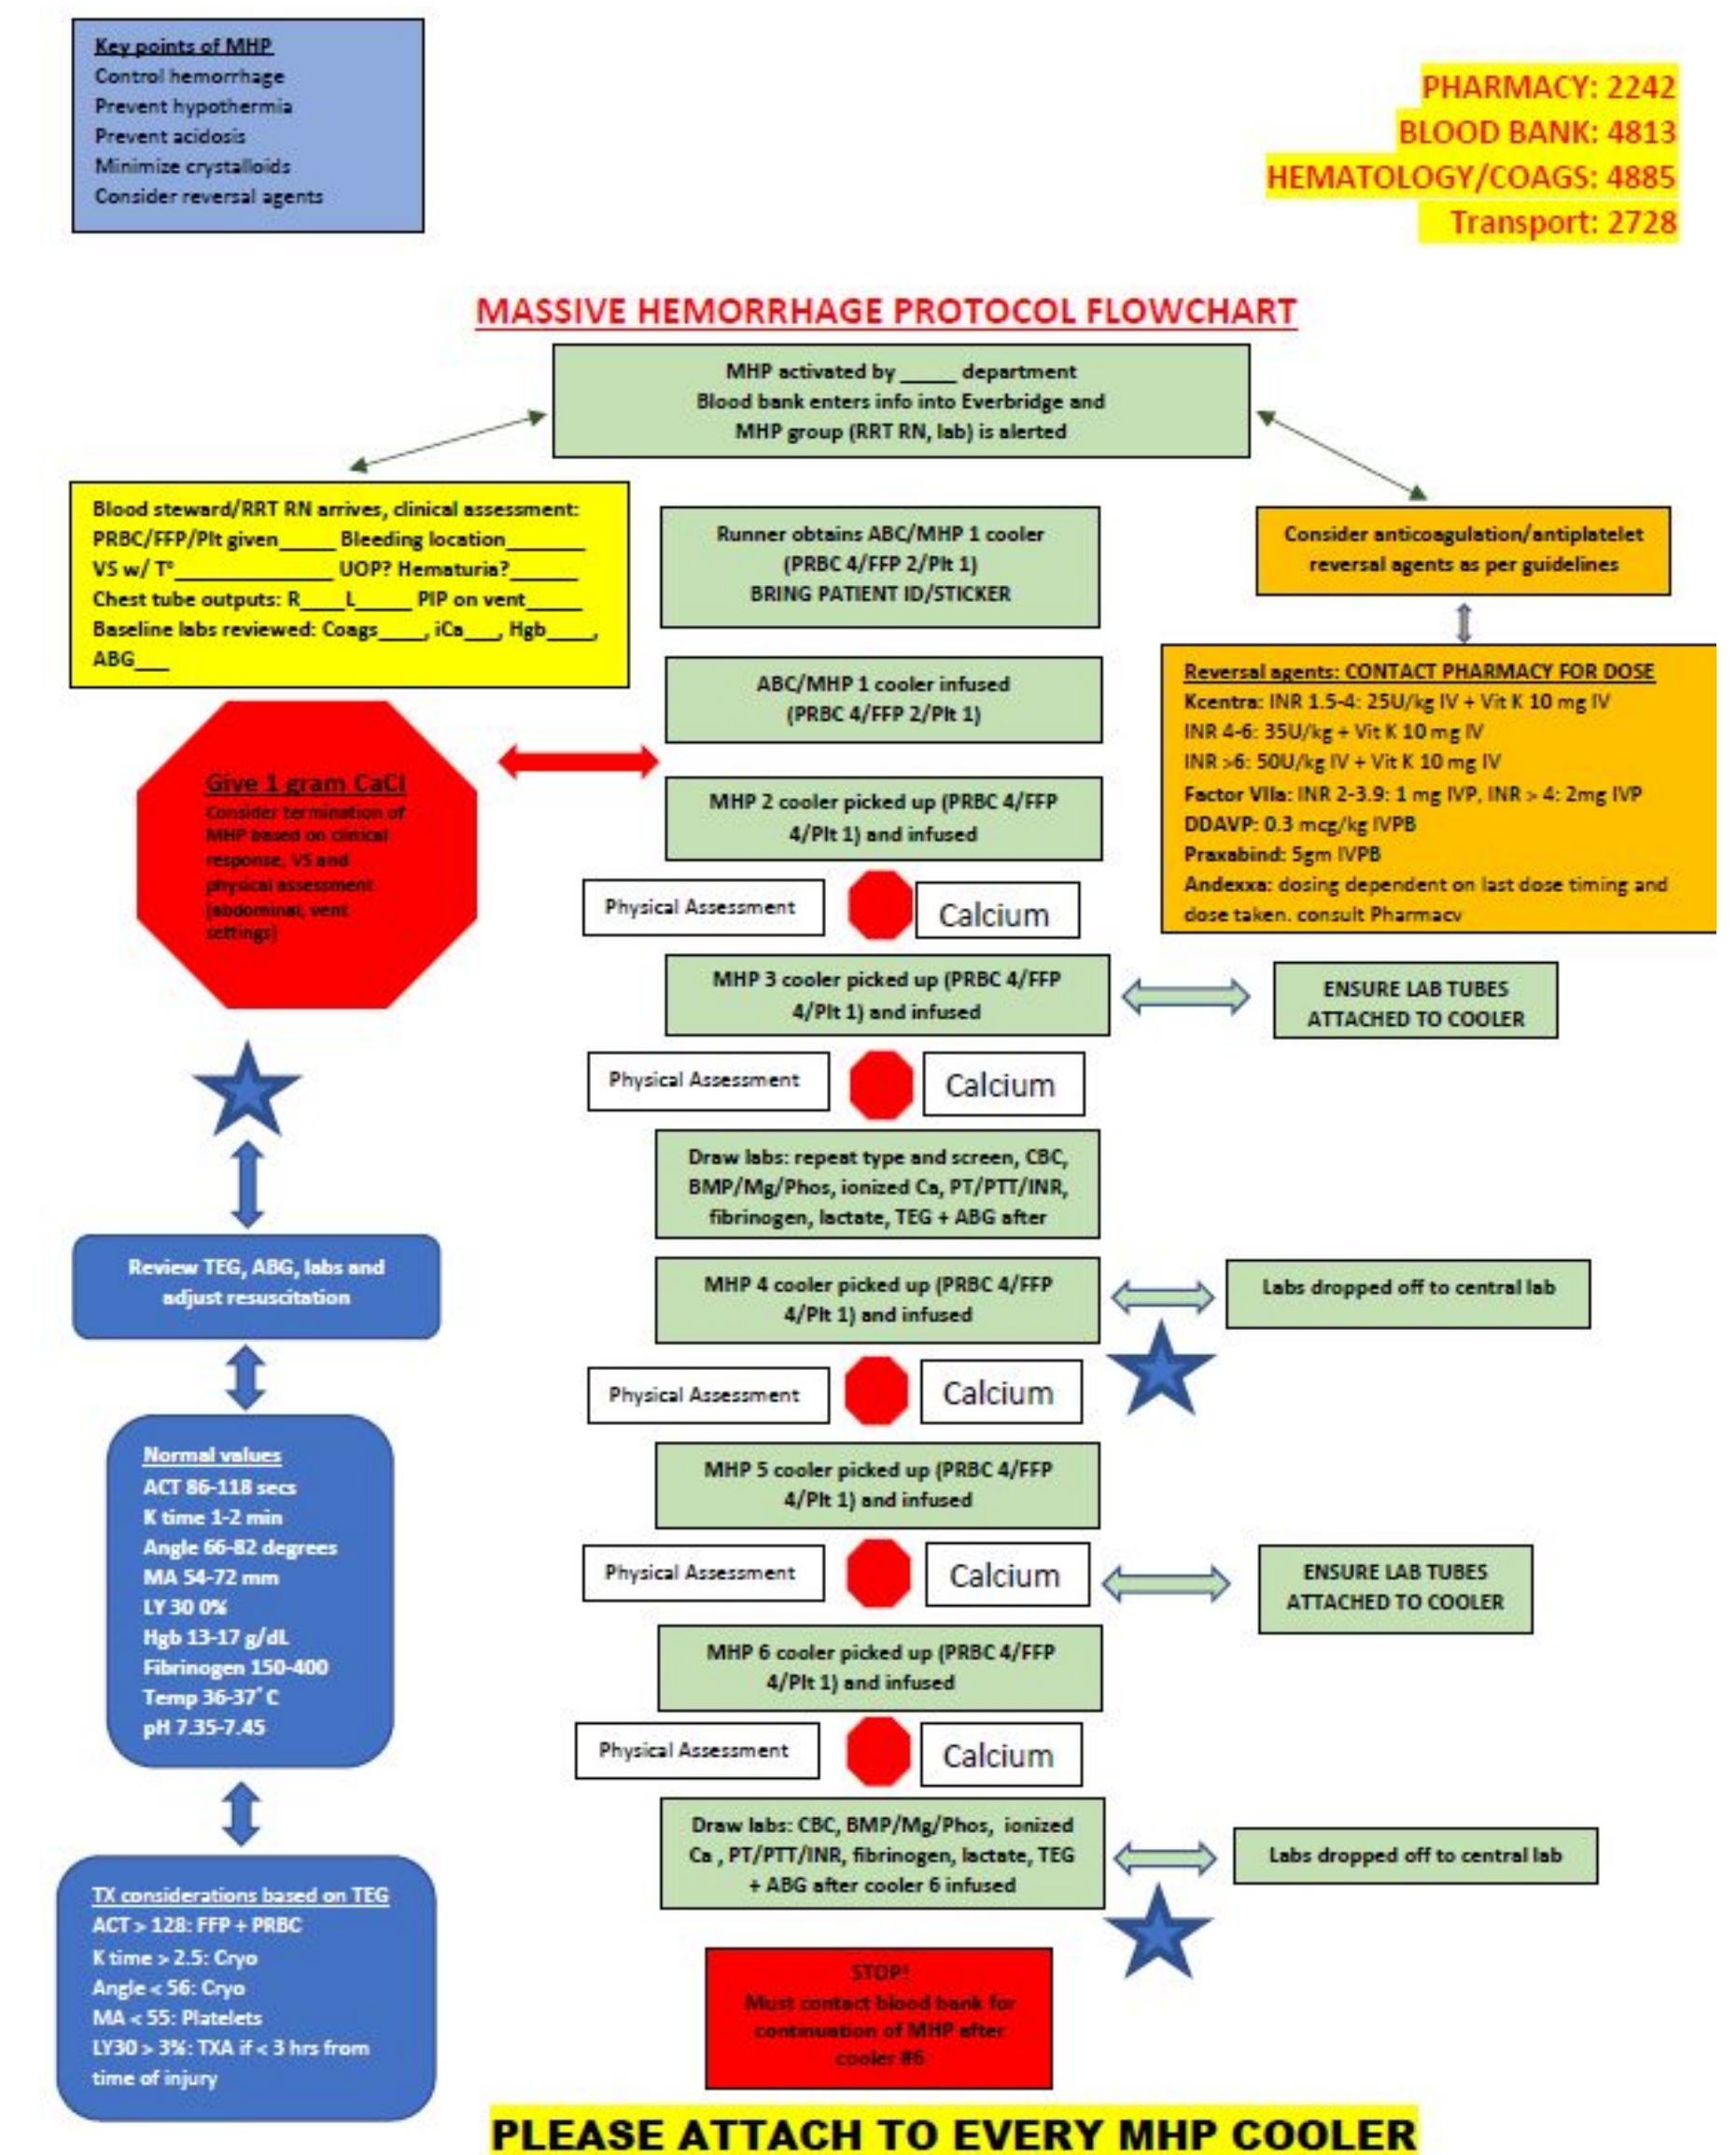 Key points of MHP
Control hemorrhage
Prevent hypothermia
Prevent acidosis
Minimize crystalloids
Consider reversal agents
PHARMACY: 2242
BLOOD BANK: 4813
HEMATOLOGY/COAGS: 4885
Transport: 2728
MASSIVE HEMORRHAGE PROTOCOL FLOWCHART
MHP activated by _____ department
Blood bank enters info into Everbridge and
MHP group (RRT RN, lab) is alerted
Blood steward/RRT RN arrives, clinical assessment:
PRBC/FFP/Plt given_____ Bleeding location_______
VS w/ T°______________ UOP? Hematuria?______
Chest tube outputs: R____L_____ PIP on vent_____
Baseline labs reviewed: Coags____, iCa___, Hgb____,
ABG___
Runner obtains ABC/MHP 1 cooler
(PRBC 4/FFP 2/Plt 1)
BRING PATIENT ID/STICKER
Consider anticoagulation/antiplatelet
reversal agents as per guidelines
ABC/MHP 1 cooler infused
(PRBC 4/FFP 2/Plt 1)
Reversal agents: CONTACT PHARMACY FOR DOSE
Kcentra: INR 1.5-4: 25U/kg IV + Vit K 10 mg IV
INR 4-6: 35U/kg + Vit K 10 mg IV
INR >6: 50U/kg IV + Vit K 10 mg IV
Factor VIIa: INR 2-3.9: 1 mg IVP, INR > 4: 2mg IVP
DDAVP: 0.3 mcg/kg IVPB
Praxabind: 5gm IVPB
Andexxa: dosing dependent on last dose timing and
dose taken. consult Pharmacy
Give 1 gram CaCl
Consider termination of
MHP based on clinical
response, VS and
physical assessment
(abdominal, vent
settings)
MHP 2 cooler picked up (PRBC 4/FFP
4/Plt 1) and infused
Physical Assessment
Calcium
MHP 3 cooler picked up (PRBC 4/FFP
4/Plt 1) and infused
ENSURE LAB TUBES
ATTACHED TO COOLER
Physical Assessment
Calcium
Draw labs: repeat type and screen, CBC,
BMP/Mg/Phos, ionized Ca, PT/PTT/INR,
fibrinogen, lactate, TEG + ABG after
MHP 4 cooler picked up (PRBC 4/FFP
4/Plt 1) and infused
Labs dropped off to central lab
Physical Assessment
Calcium
MHP 5 cooler picked up (PRBC 4/FFP
4/Plt 1) and infused
Physical Assessment
Calcium
ENSURE LAB TUBES
ATTACHED TO COOLER
MHP 6 cooler picked up (PRBC 4/FFP
4/Plt 1) and infused
Physical Assessment
Calcium
Draw labs: CBC, BMP/Mg/Phos, ionized
Ca , PT/PTT/INR, fibrinogen, lactate, TEG
+ ABG after cooler 6 infused
Labs dropped off to central lab
STOP!
Must contact blood bank for
continuation of MHP after
cooler #6
Review TEG, ABG, labs and
adjust resuscitation
Normal values
ACT 86-118 secs
K time 1-2 min
Angle 66-82 degrees
MA 54-72 mm
LY 30 0%
Hgb 13-17 g/dL
Fibrinogen 150-400
Temp 36-37° C
pH 7.35-7.45
TX considerations based on TEG
ACT > 128: FFP + PRBC
K time > 2.5: Cryo
Angle < 56: Cryo
MA < 55: Platelets
LY30 > 3%: TXA if < 3 hrs from
time of injury
PLEASE ATTACH TO EVERY MHP COOLER